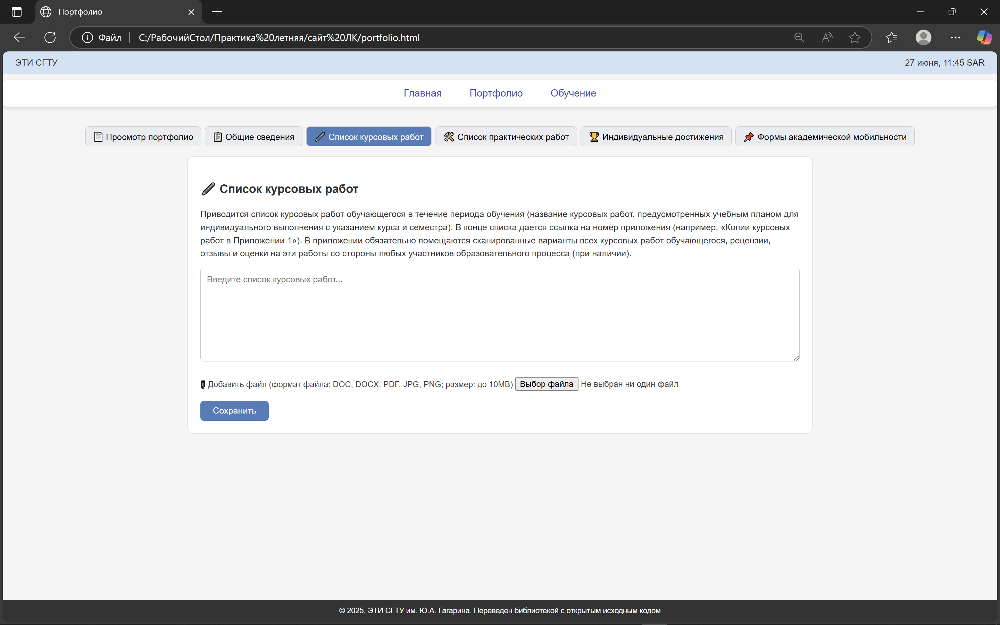 Портфолио
Файл
C:/РабочийСтол/Практика%20летняя/сайт%20ЛК/portfolio.html
ЭТИ СГТУ
27 июня, 11:45 SAR
Главная Портфолио Обучение
Просмотр портфолио Общие сведения Список курсовых работ Список практических работ Индивидуальные достижения Формы академической мобильности
Список курсовых работ
Приводится список курсовых работ обучающегося в течение периода обучения (название курсовых работ, предусмотренных учебным планом для
индивидуального выполнения с указанием курса и семестра). В конце списка дается ссылка на номер приложения (например, «Копии курсовых
работ в Приложении 1»). В приложении обязательно помещаются сканированные варианты всех курсовых работ обучающегося, рецензии,
отзывы и оценки на эти работы со стороны любых участников образовательного процесса (при наличии).
Введите список курсовых работ...
Добавить файл (формат файла: DOC, DOCX, PDF, JPG, PNG; размер: до 10MB) Выбор файла Не выбран ни один файл
Сохранить
© 2025, ЭТИ СГТУ им. Ю.А. Гагарина. Переведен библиотекой с открытым исходным кодом